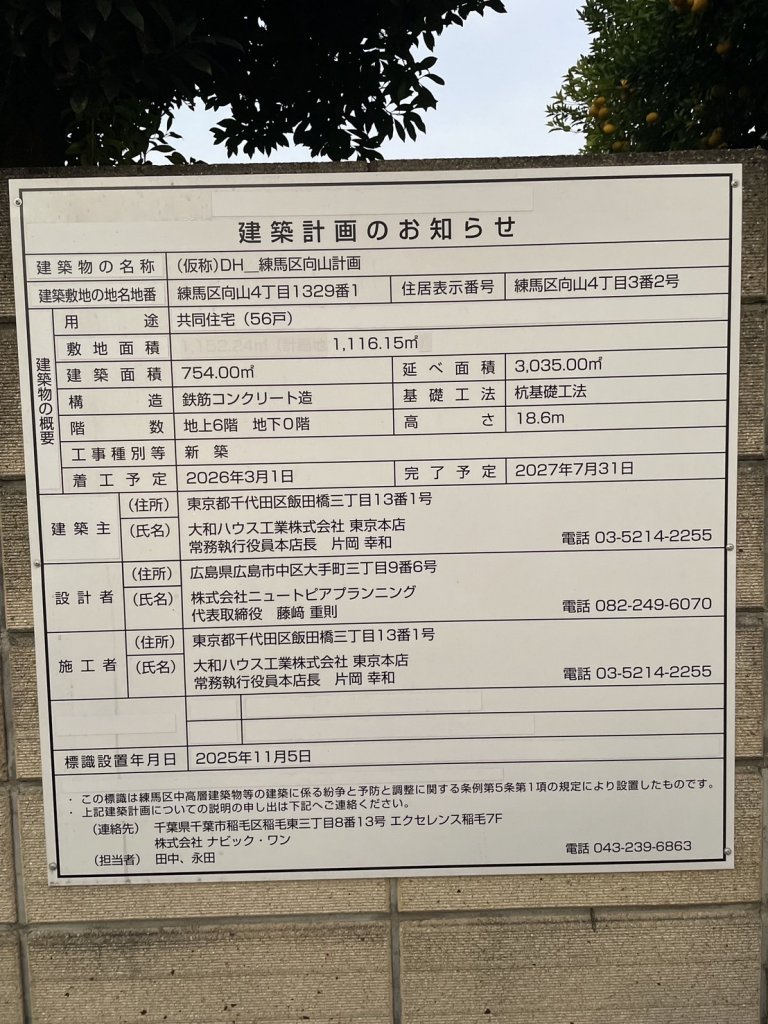 建築計画のお知らせ
建築物の名称 (仮称)DH__練馬区向山計画
建築敷地の地名地番 練馬区向山4丁目1329番1 住居表示番号 練馬区向山4丁目3番2号
建築物の概要
用途 共同住宅（56戸）
敷地面積 1,116.15㎡
建築面積 754.00㎡ 延べ面積 3,035.00㎡
構造 鉄筋コンクリート造 基礎工法 杭基礎工法
階数 地上6階 地下0階 高さ 18.6m
工事種別等 新 築
着工予定 2026年3月1日 完了予定 2027年7月31日
建築主 (住所) 東京都千代田区飯田橋三丁目13番1号
(氏名) 大和ハウス工業株式会社 東京本店
常務執行役員本店長 片岡 幸和 電話 03-5214-2255
設計者 (住所) 広島県広島市中区大手町三丁目9番6号
(氏名) 株式会社ニュートピアプランニング
代表取締役 藤﨑 重則 電話 082-249-6070
施工者 (住所) 東京都千代田区飯田橋三丁目13番1号
(氏名) 大和ハウス工業株式会社 東京本店
常務執行役員本店長 片岡 幸和 電話 03-5214-2255
標識設置年月日 2025年11月5日
・この標識は練馬区中高層建築物等の建築に係る紛争と予防と調整に関する条例第5条第1項の規定により設置したものです。
・上記建築計画についての説明の申し出は下記へご連絡ください。
(連絡先) 千葉県千葉市稲毛区稲毛東三丁目8番13号 エクセレンス稲毛7F
株式会社 ナビック・ワン
(担当者) 田中、永田 電話 043-239-6863